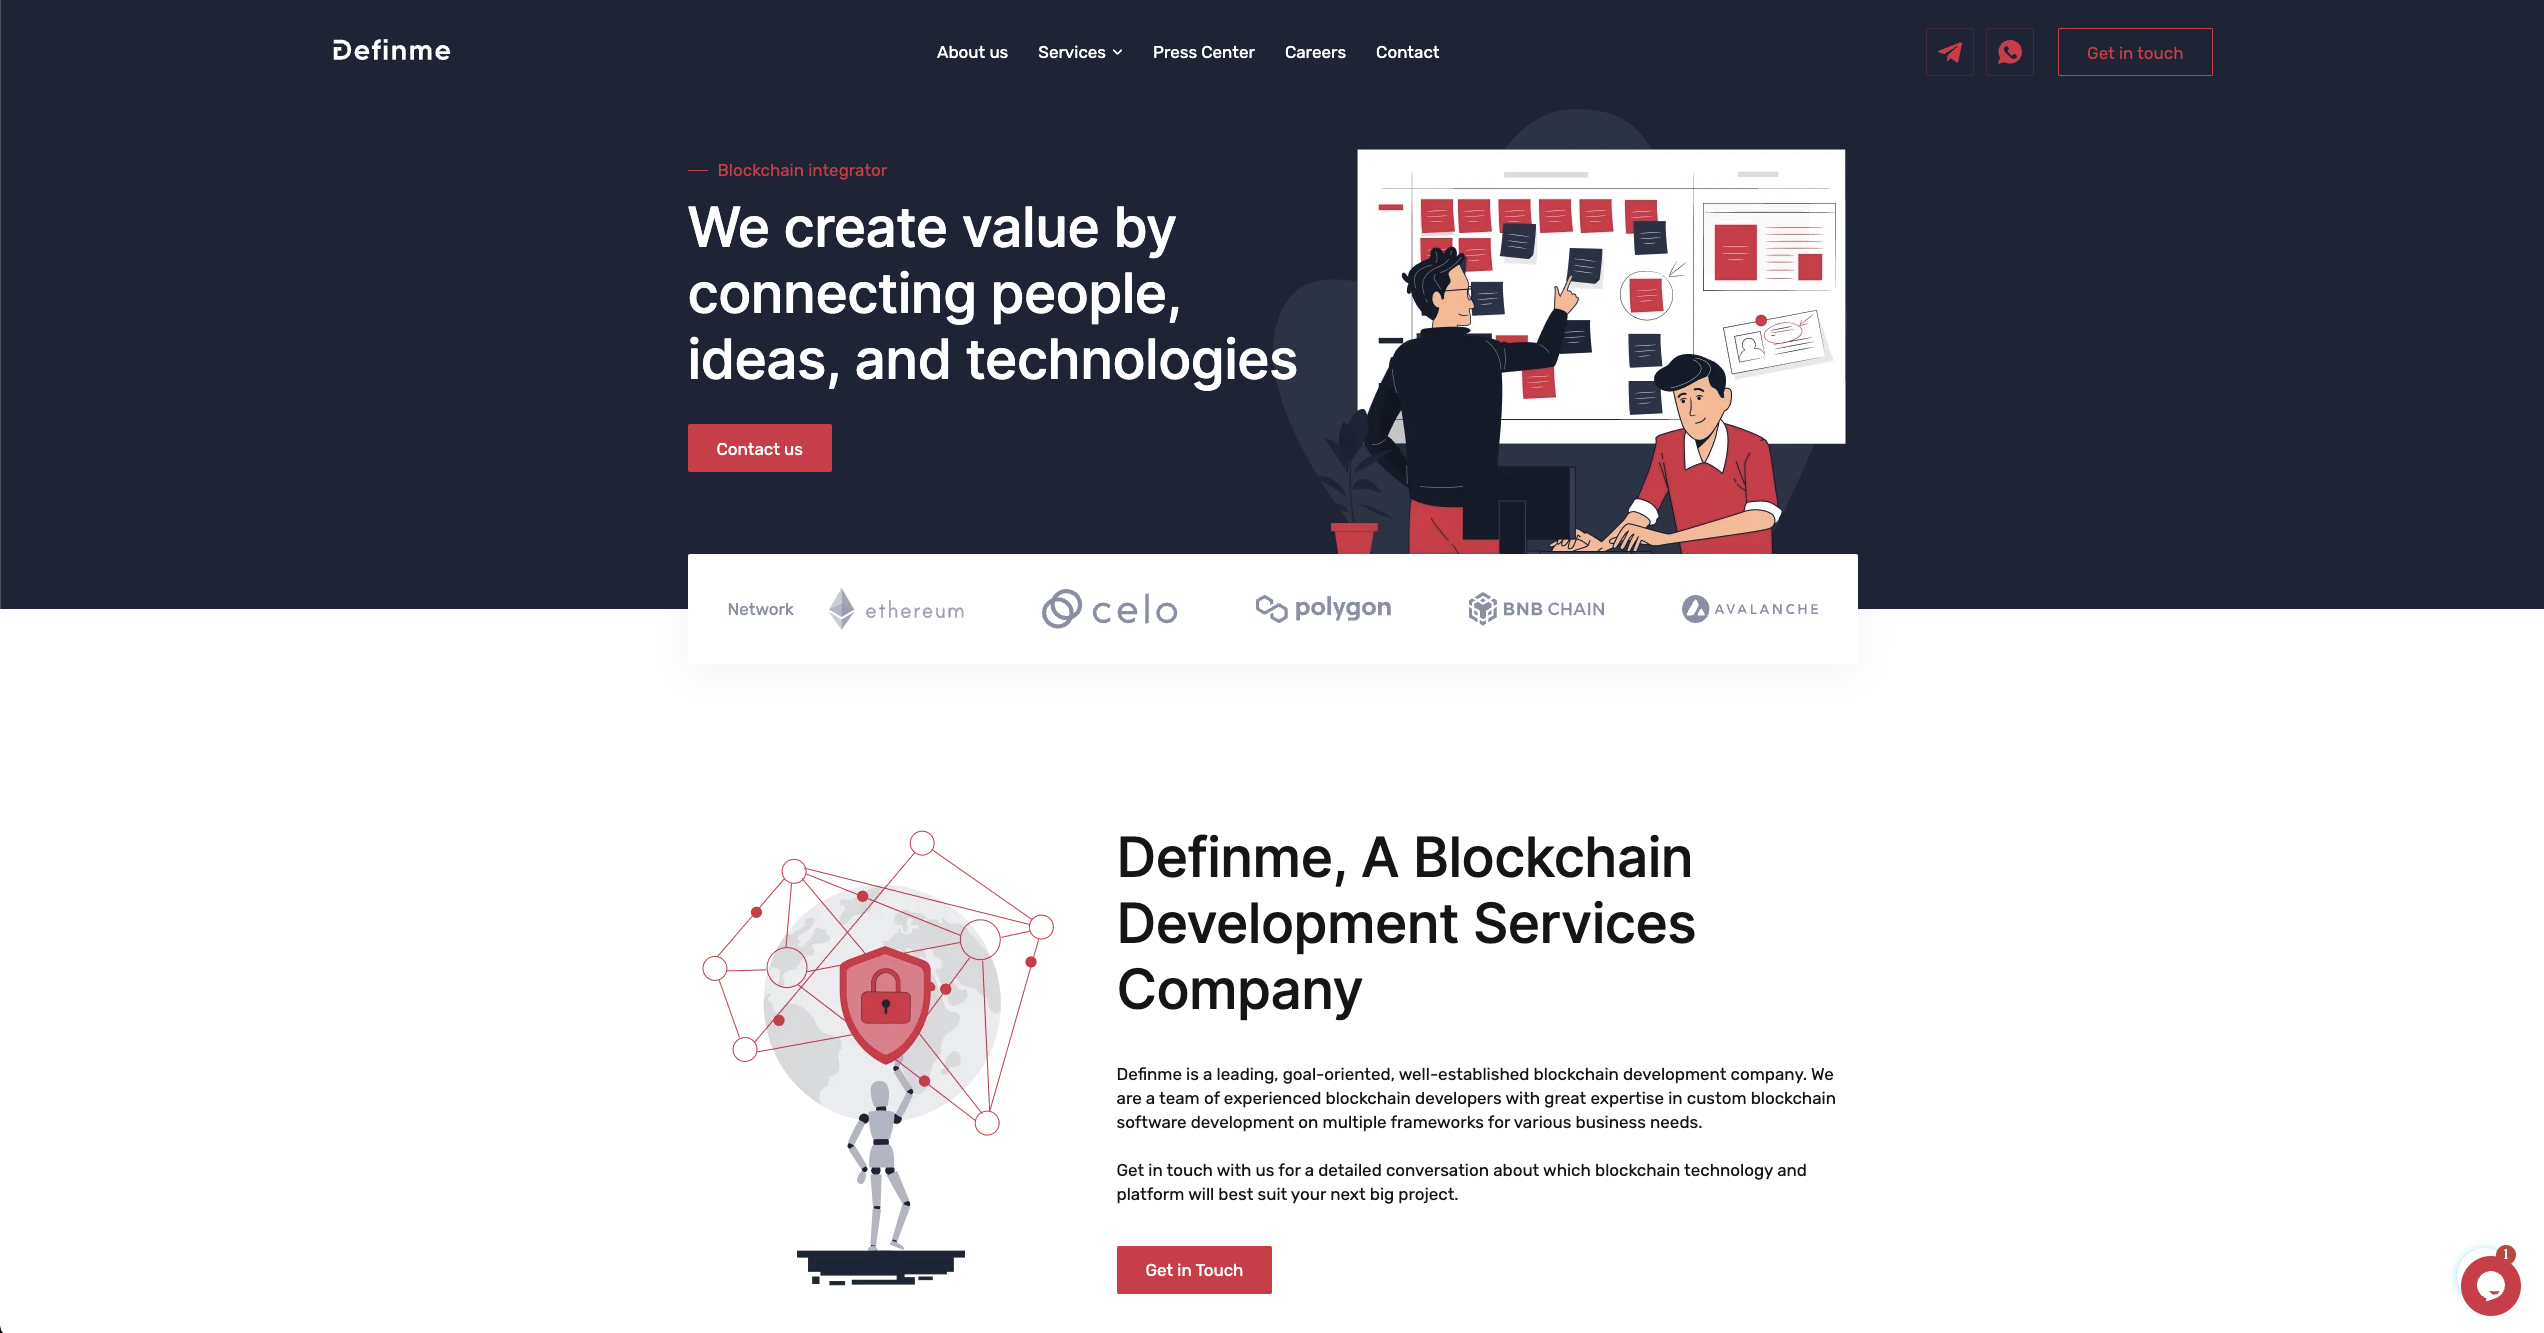 Definme
About us
Services
Press Center
Careers
Contact
Get in touch
Blockchain integrator
We create value by
connecting people,
ideas, and technologies
Contact us
Network
ethereum
celo
polygon
BNB CHAIN
AVALANCHE
Definme, A Blockchain
Development Services
Company
Definme is a leading, goal-oriented, well-established blockchain development company. We
are a team of experienced blockchain developers with great expertise in custom blockchain
software development on multiple frameworks for various business needs.
Get in touch with us for a detailed conversation about which blockchain technology and
platform will best suit your next big project.
Get in Touch
1